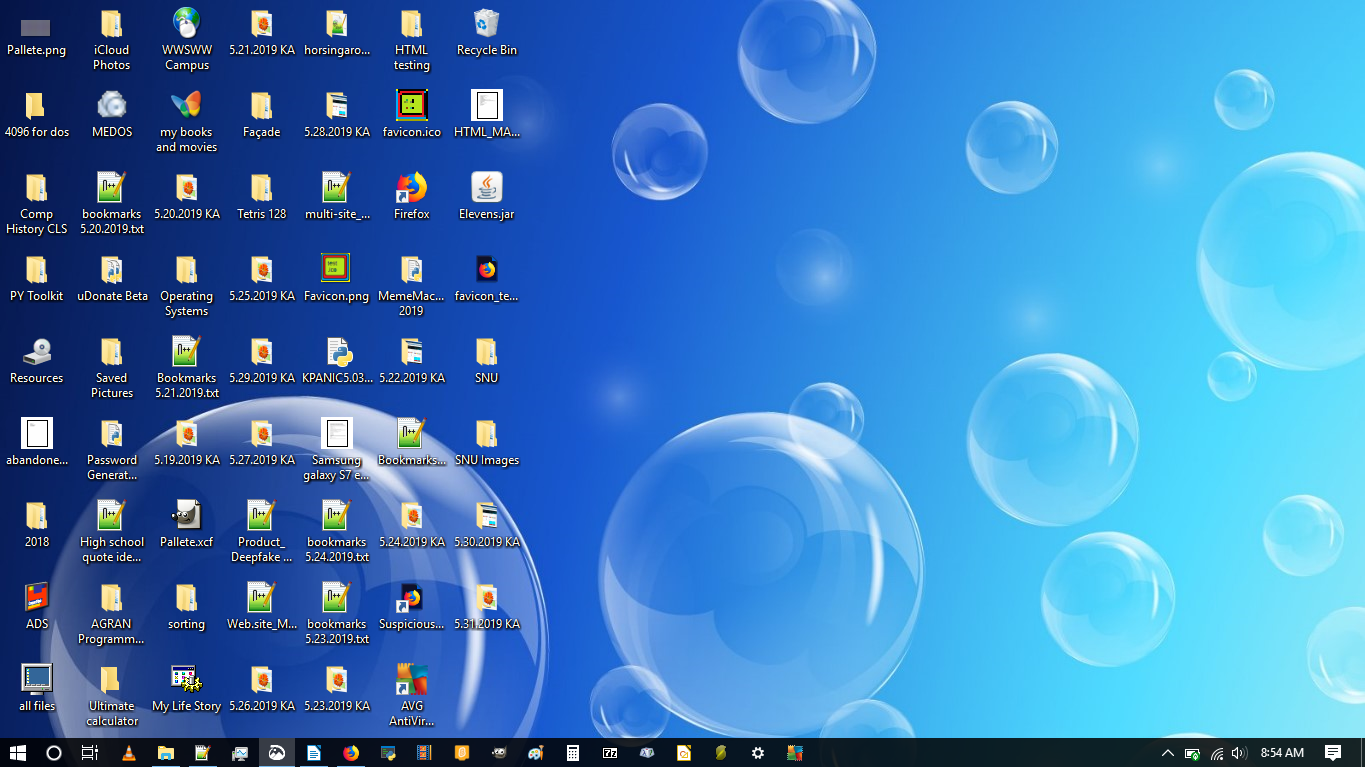 Pallete.png
iCloud
Photos
WWSWW
Campus
5.21.2019 KA
horsingaro...
HTML
testing
Recycle Bin
4096 for dos
MEDOS
my books
and movies
Façade
5.28.2019 KA
favicon.ico
HTML_MA...
Comp
History CLS
bookmarks
5.20.2019.txt
5.20.2019 KA
Tetris 128
multi-site_...
Firefox
Elevens.jar
PY Toolkit
uDonate Beta
Operating
Systems
5.25.2019 KA
Favicon.png
MemeMac...
2019
favicon_te...
Resources
Saved
Pictures
Bookmarks
5.21.2019.txt
5.29.2019 KA
KPANIC5.03...
5.22.2019 KA
SNU
abandone...
Password
Generat...
5.19.2019 KA
5.27.2019 KA
Samsung
galaxy S7 e...
Bookmarks...
SNU Images
2018
High school
quote ide...
Pallete.xcf
Product_
Deepfake ...
bookmarks
5.24.2019.txt
5.24.2019 KA
5.30.2019 KA
ADS
AGRAN
Programm...
sorting
Web.site_M...
bookmarks
5.23.2019.txt
Suspicious...
5.31.2019 KA
all files
Ultimate
calculator
My Life Story
5.26.2019 KA
5.23.2019 KA
AVG
AntiVir...
8:54 AM